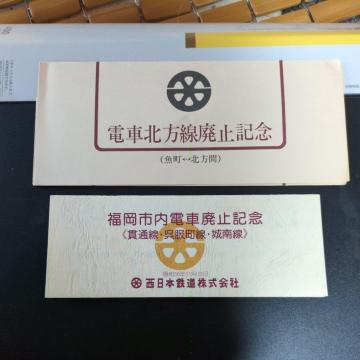 電車北方線廃止記念
(魚町↔北方間)
福岡市内電車廃止記念
《貫通線・呉服町線・城南線》
西日本鉄道株式会社